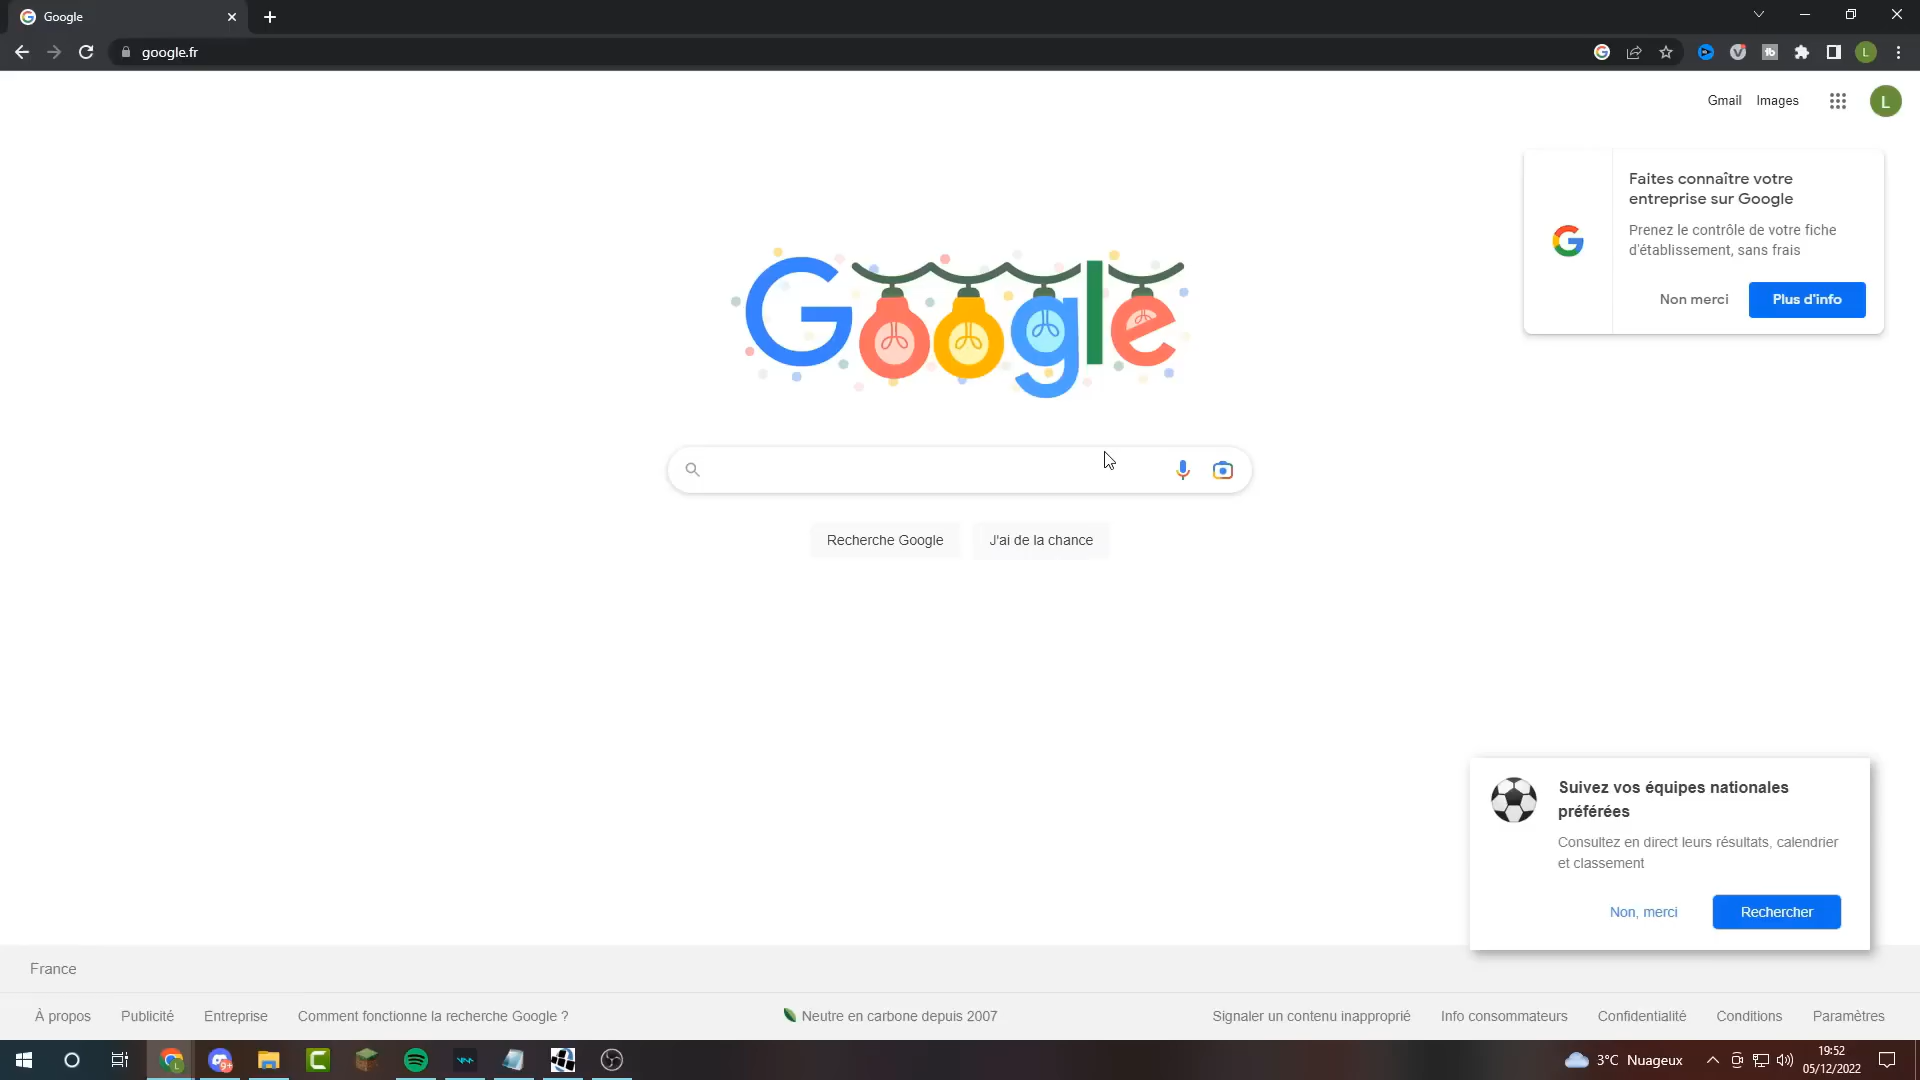 Google
google.fr
L
Gmail
Images
L
Faites connaître votre
entreprise sur Google
Prenez le contrôle de votre fiche
d'établissement, sans frais
Non merci
Plus d'info
Google
Recherche Google
J'ai de la chance
Suivez vos équipes nationales
préférées
Consultez en direct leurs résultats, calendrier
et classement
Non, merci
Rechercher
France
À propos
Publicité
Entreprise
Comment fonctionne la recherche Google ?
Neutre en carbone depuis 2007
Signaler un contenu inapproprié
Info consommateurs
Confidentialité
Conditions
Paramètres
3°C Nuageux
19:52
05/12/2022